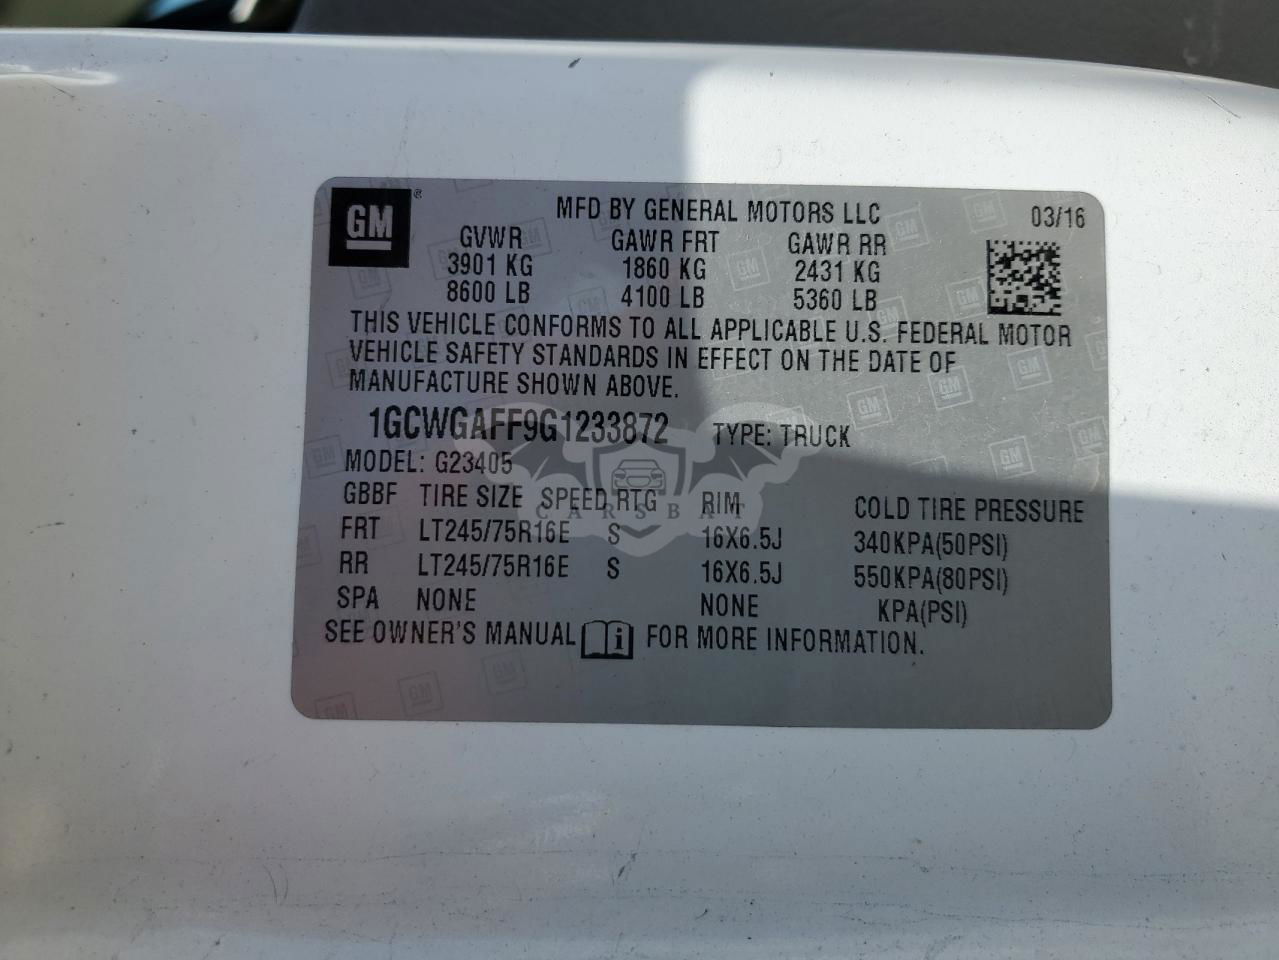 GM®
MFD BY GENERAL MOTORS LLC 03/16
GVWR GAWR FRT GAWR RR
3901 KG 1860 KG 2431 KG
8600 LB 4100 LB 5360 LB
THIS VEHICLE CONFORMS TO ALL APPLICABLE U.S. FEDERAL MOTOR
VEHICLE SAFETY STANDARDS IN EFFECT ON THE DATE OF
MANUFACTURE SHOWN ABOVE.
1GCWGAFF9G1233872 TYPE: TRUCK
MODEL: G23405
GBBF TIRE SIZE SPEED RTG RIM COLD TIRE PRESSURE
CARSBAT
FRT LT245/75R16E S 16X6.5J 340KPA(50PSI)
RR LT245/75R16E S 16X6.5J 550KPA(80PSI)
SPA NONE NONE KPA(PSI)
SEE OWNER'S MANUAL i FOR MORE INFORMATION.